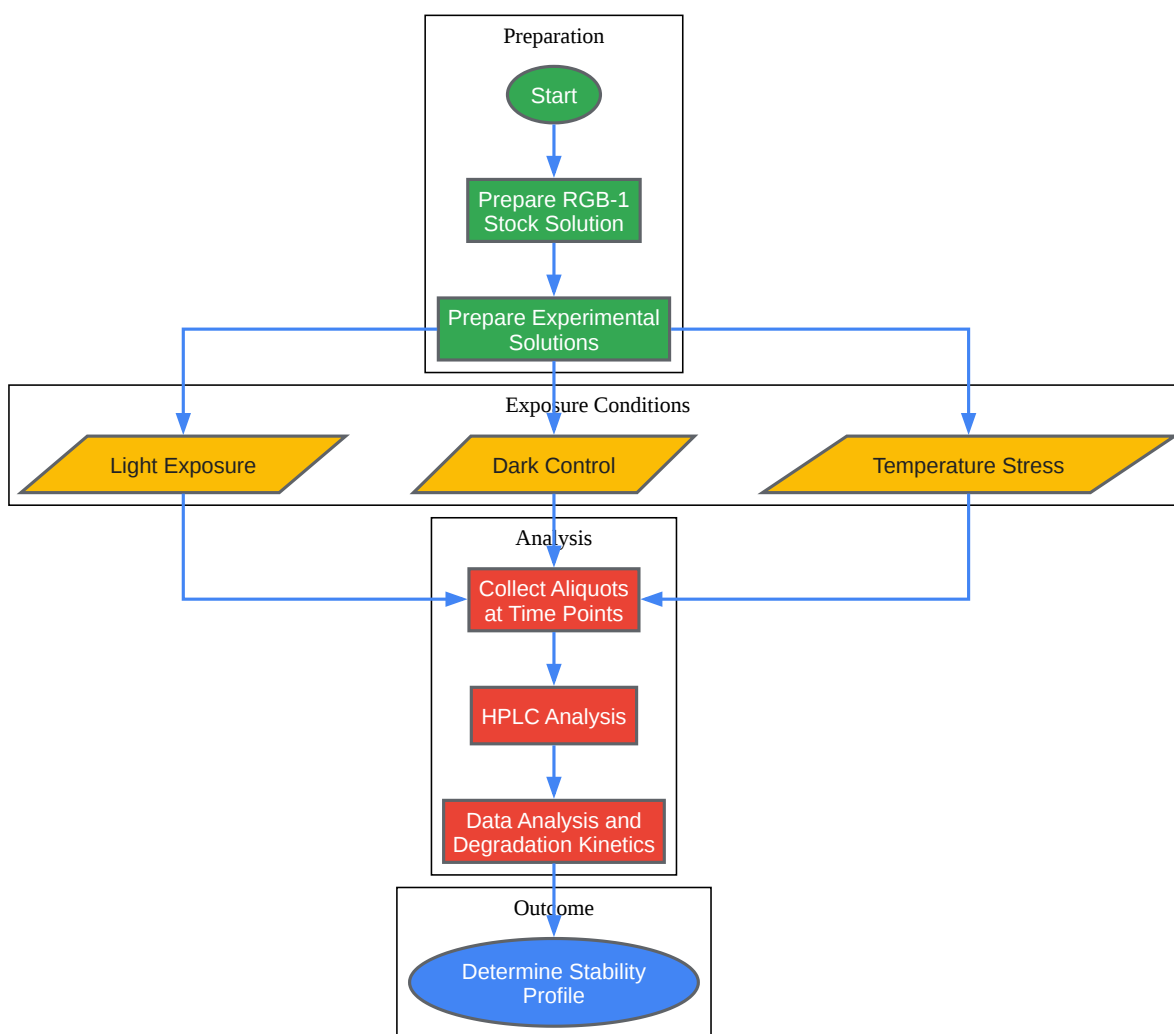 Preparation
Start
Prepare RGB-1
Stock Solution
Prepare Experimental
Solutions
Exposure Conditions
Light Exposure
Dark Control
Temperature Stress
Analysis
Collect Aliquots
at Time Points
HPLC Analysis
Data Analysis and
Degradation Kinetics
Outcome
Determine Stability
Profile